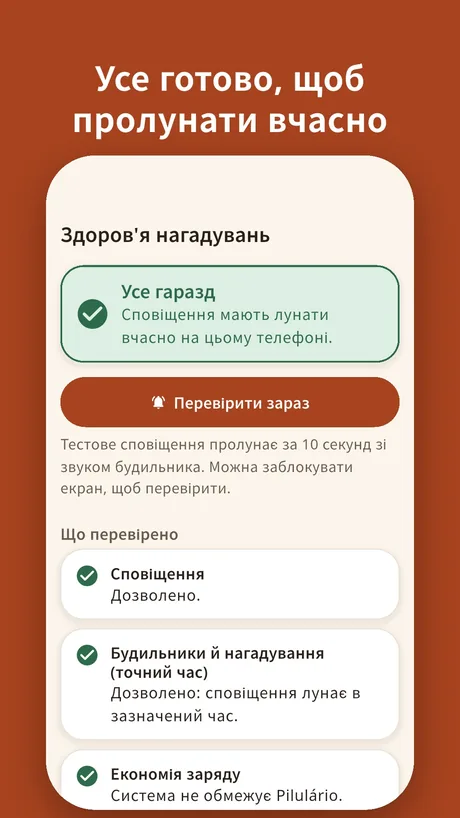 Усе готово, щоб
пролунати вчасно
Здоров'я нагадувань
Усе гаразд
Сповіщення мають лунати
вчасно на цьому телефоні.
Перевірити зараз
Тестове сповіщення пролунає за 10 секунд зі
звуком будильника. Можна заблокувати
екран, щоб перевірити.
Що перевірено
Сповіщення
Дозволено.
Будильники й нагадування
(точний час)
Дозволено: сповіщення лунає в
зазначений час.
Економія заряду
Система не обмежує Pilulário.